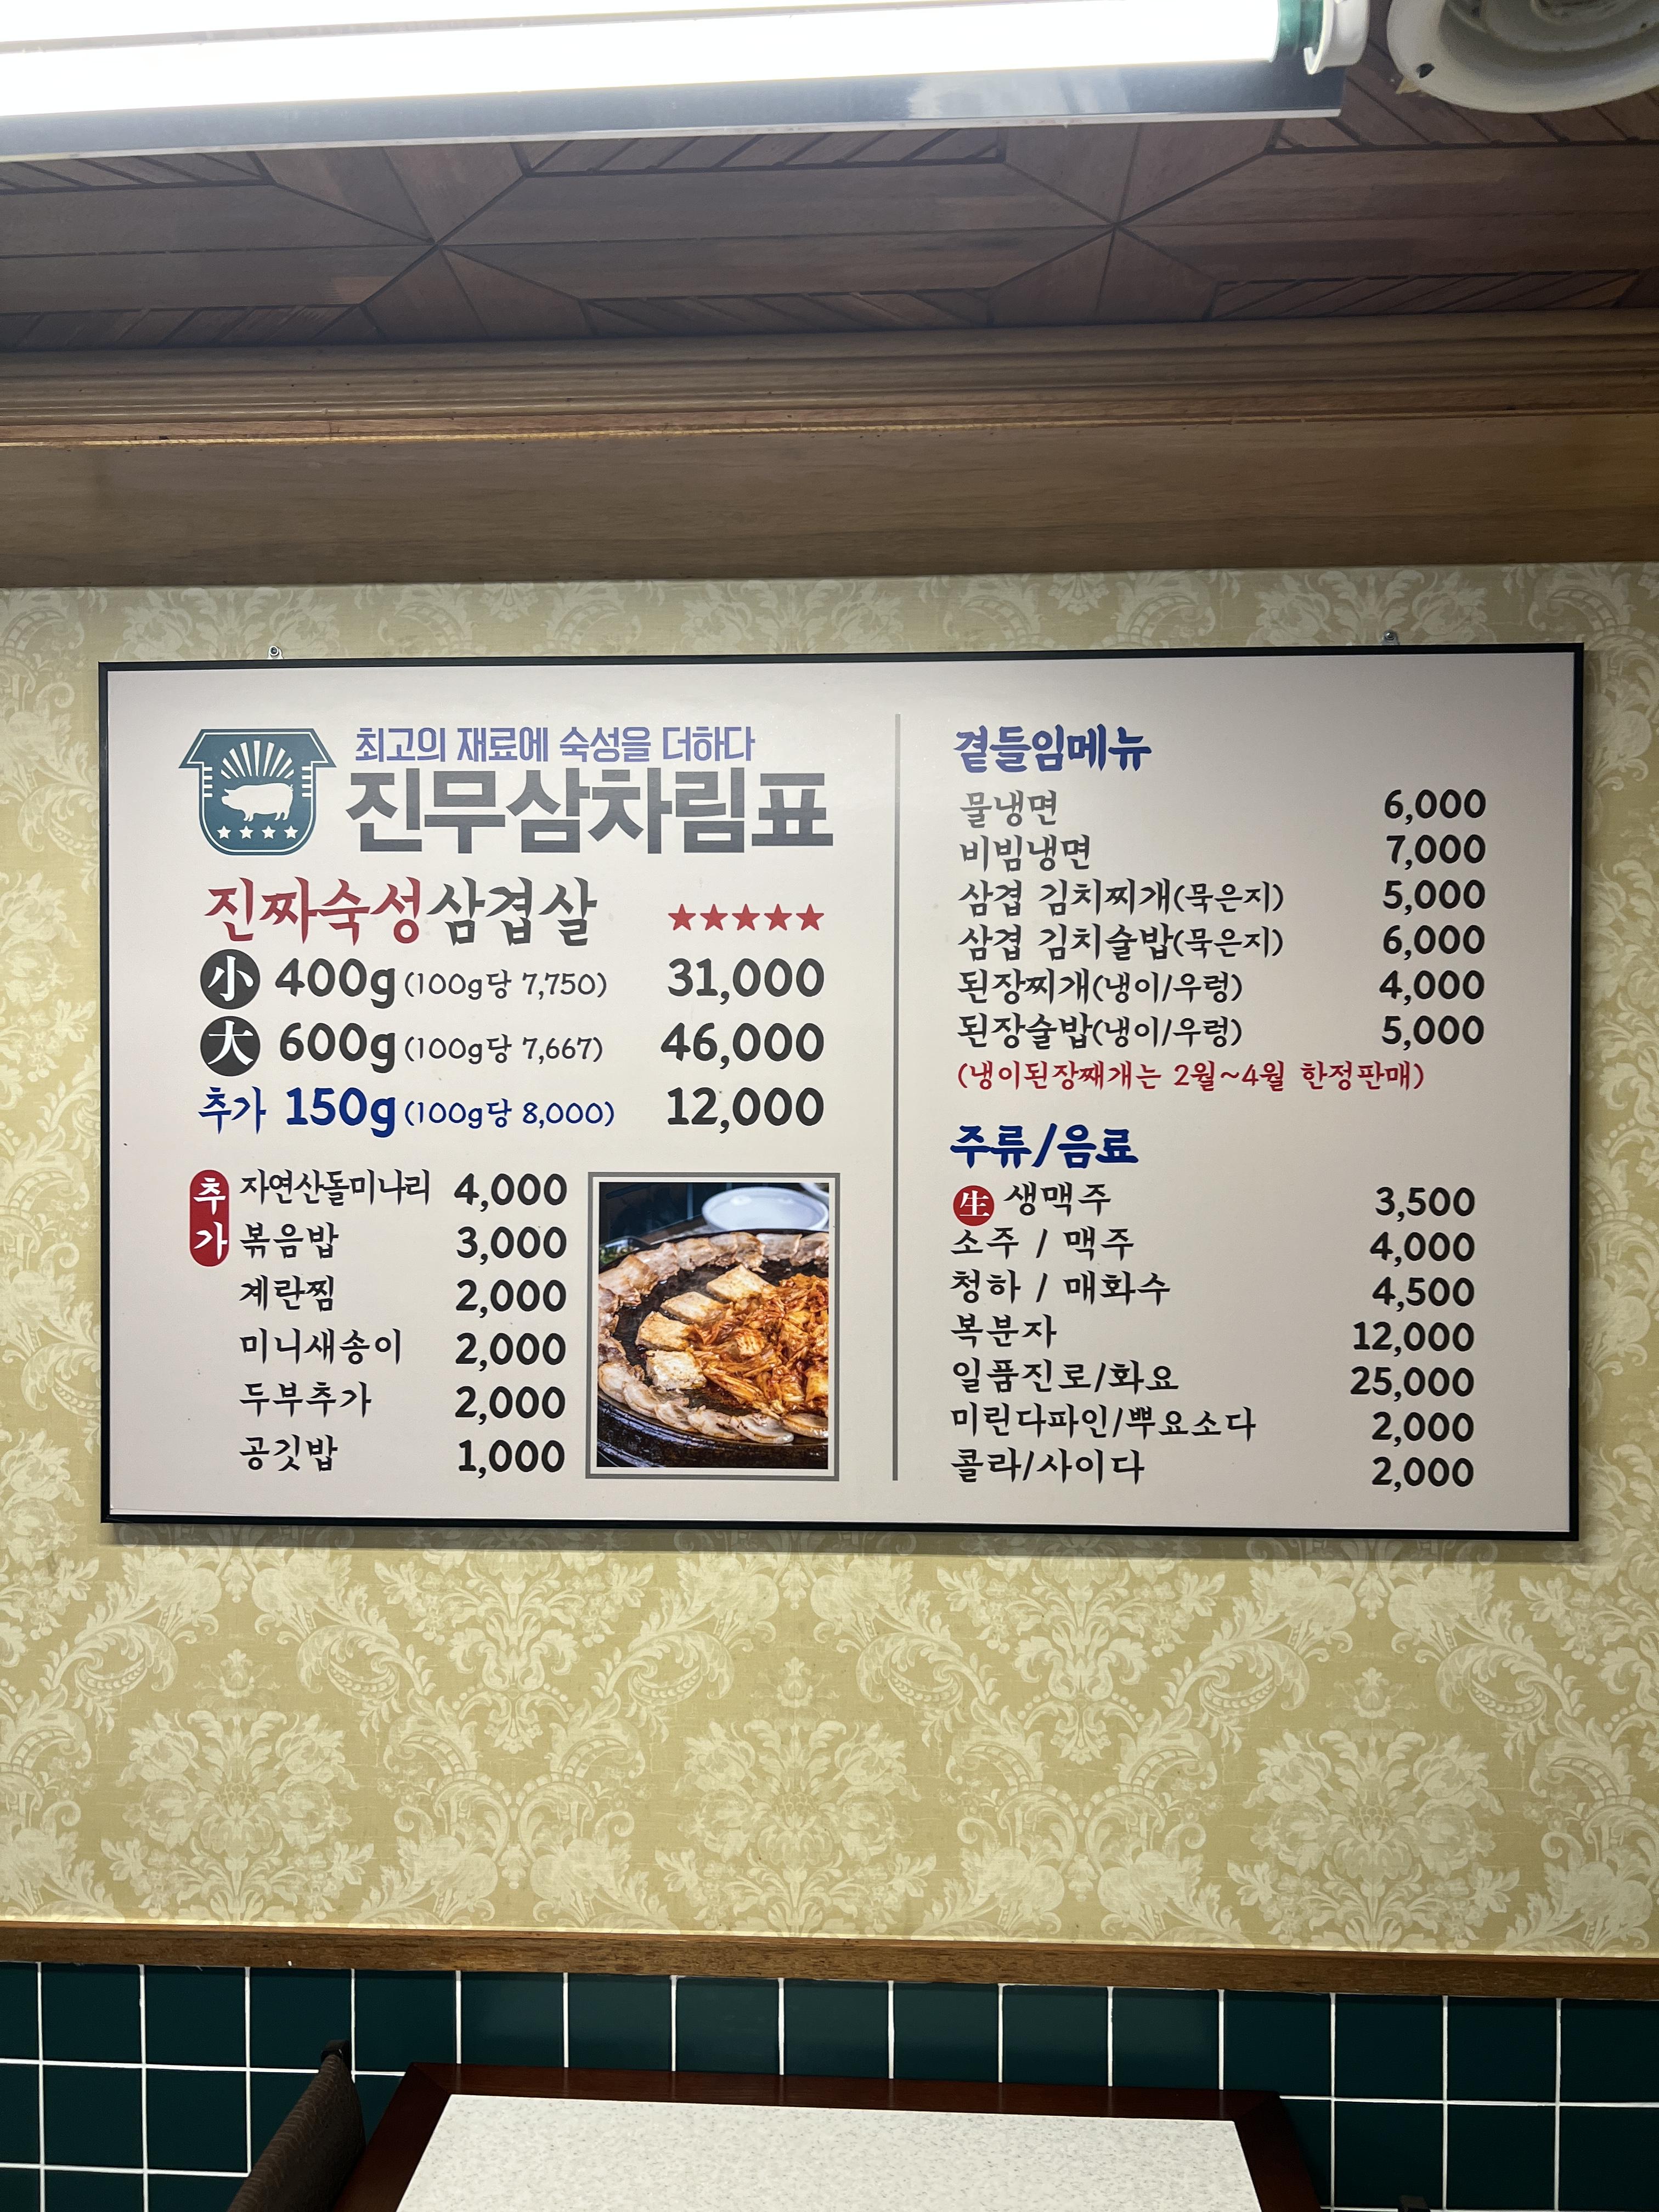 최고의 재료에 숙성을 더하다
진무삼차림표
진짜숙성삼겹살 ★★★★★
小 400g (100g당 7,750) 31,000
大 600g (100g당 7,667) 46,000
추가 150g (100g당 8,000) 12,000
추가
자연산돌미나리 4,000
볶음밥 3,000
계란찜 2,000
미니새송이 2,000
두부추가 2,000
공깃밥 1,000
곁들임메뉴
물냉면 6,000
비빔냉면 7,000
삼겹 김치찌개(묵은지) 5,000
삼겹 김치술밥(묵은지) 6,000
된장찌개(냉이/우렁) 4,000
된장술밥(냉이/우렁) 5,000
(냉이된장째개는 2월~4월 한정판매)
주류/음료
生 생맥주 3,500
소주 / 맥주 4,000
청하 / 매화수 4,500
복분자 12,000
일품진로/화요 25,000
미린다파인/뿌요소다 2,000
콜라/사이다 2,000